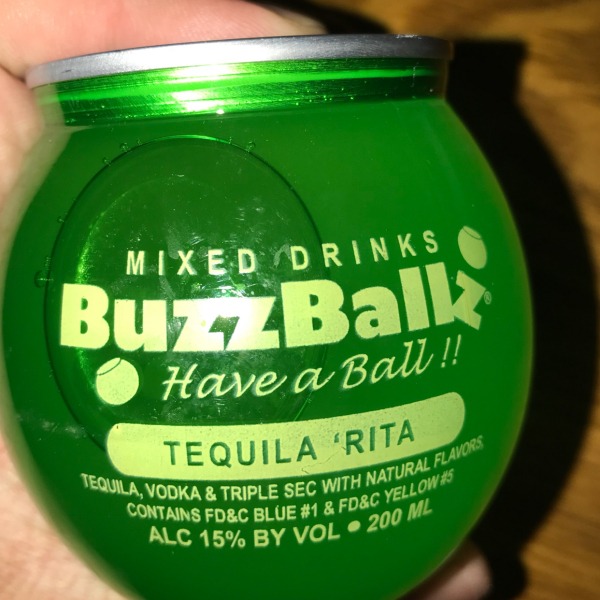 MIXED DRINKS
BuzzBallz®
Have a Ball !!
TEQUILA ‘RITA
TEQUILA, VODKA & TRIPLE SEC WITH NATURAL FLAVORS.
CONTAINS FD&C BLUE #1 & FD&C YELLOW #5
ALC 15% BY VOL • 200 ML